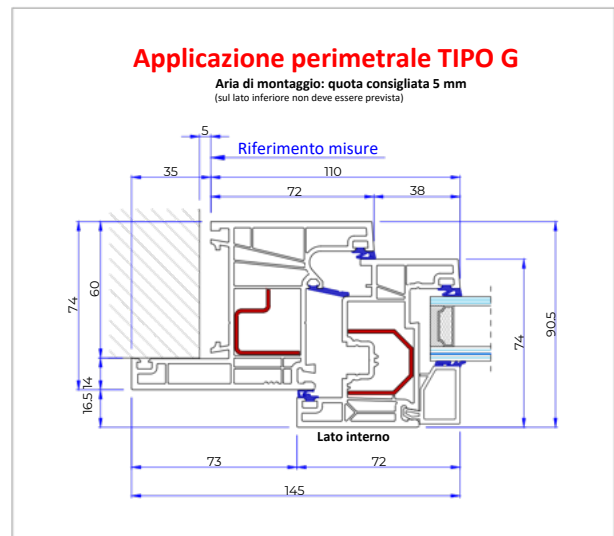 Applicazione perimetrale TIPO G
Aria di montaggio: quota consigliata 5 mm
(sul lato inferiore non deve essere prevista)
5
Riferimento misure
35
110
72
38
74
60
14
16.5
74
90.5
Lato interno
73
72
145